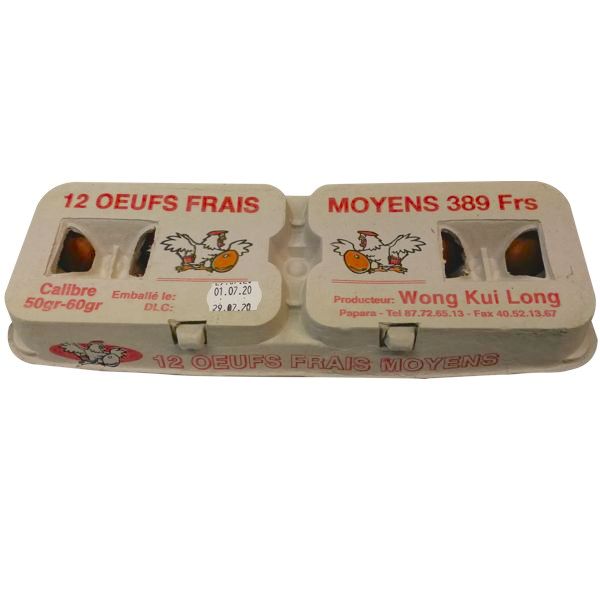 12 OEUFS FRAIS
Calibre
50gr-60gr
Emballé le:
DLC:
01.07.20
29.07.20
MOYENS 389 Frs
Producteur: Wong Kui Long
Papara - Tel 87.72.65.13 - Fax 40.52.13.67
12 OEUFS FRAIS MOYENS